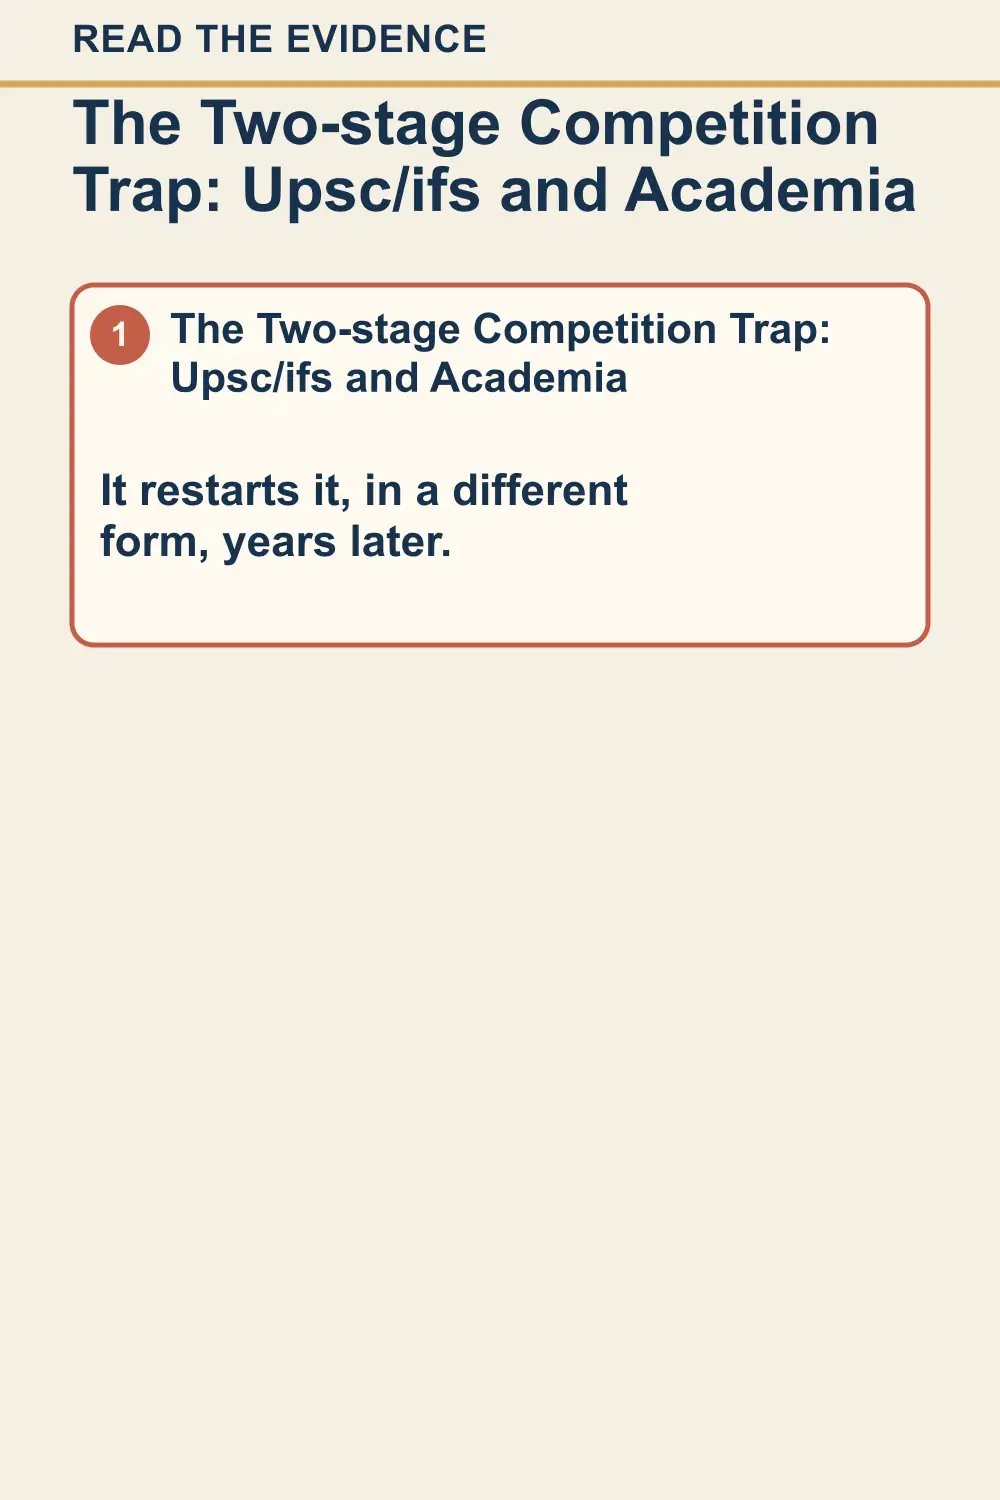 READ THE EVIDENCE
The Two-stage Competition
Trap: Upsc/ifs and Academia
1
The Two-stage Competition Trap:
Upsc/ifs and Academia
It restarts it, in a different
form, years later.